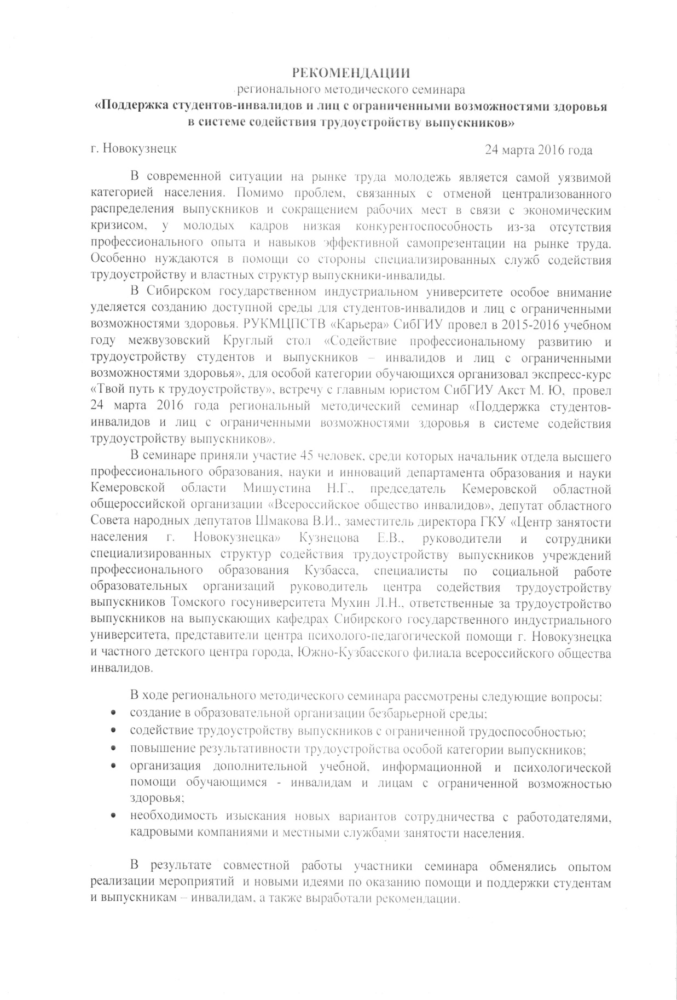 РЕКОМЕНДАЦИИ
регионального методического семинара
«Поддержка студентов-инвалидов и лиц с ограниченными возможностями здоровья
в системе содействия трудоустройству выпускников»
г. Новокузнецк 24 марта 2016 года
В современной ситуации на рынке труда молодежь является самой уязвимой
категорией населения. Помимо проблем, связанных с отменой централизованного
распределения выпускников и сокращением рабочих мест в связи с экономическим
кризисом, у молодых кадров низкая конкурентоспособность из-за отсутствия
профессионального опыта и навыков эффективной самопрезентации на рынке труда.
Особенно нуждаются в помощи со стороны специализированных служб содействия
трудоустройству и властных структур выпускники-инвалиды.
В Сибирском государственном индустриальном университете особое внимание
уделяется созданию доступной среды для студентов-инвалидов и лиц с ограниченными
возможностями здоровья. РУКМЦПСТВ «Карьера» СибГИУ провел в 2015-2016 учебном
году межвузовский Круглый стол «Содействие профессиональному развитию и
трудоустройству студентов и выпускников – инвалидов и лиц с ограниченными
возможностями здоровья», для особой категории обучающихся организовал экспресс-курс
«Твой путь к трудоустройству», встречу с главным юристом СибГИУ Акст М. Ю, провел
24 марта 2016 года региональный методический семинар «Поддержка студентов-
инвалидов и лиц с ограниченными возможностями здоровья в системе содействия
трудоустройству выпускников».
В семинаре приняли участие 45 человек, среди которых начальник отдела высшего
профессионального образования, науки и инноваций департамента образования и науки
Кемеровской области Мишустина Н.Г., председатель Кемеровской областной
общероссийской организации «Всероссийское общество инвалидов», депутат областного
Совета народных депутатов Шмакова В.И., заместитель директора ГКУ «Центр занятости
населения г. Новокузнецка» Кузнецова Е.В., руководители и сотрудники
специализированных структур содействия трудоустройству выпускников учреждений
профессионального образования Кузбасса, специалисты по социальной работе
образовательных организаций руководитель центра содействия трудоустройству
выпускников Томского госуниверситета Мухин Л.Н., ответственные за трудоустройство
выпускников на выпускающих кафедрах Сибирского государственного индустриального
университета, представители центра психолого-педагогической помощи г. Новокузнецка
и частного детского центра города, Южно-Кузбасского филиала всероссийского общества
инвалидов.
В ходе регионального методического семинара рассмотрены следующие вопросы:
• создание в образовательной организации безбарьерной среды;
• содействие трудоустройству выпускников с ограниченной трудоспособностью;
• повышение результативности трудоустройства особой категории выпускников;
• организация дополнительной учебной, информационной и психологической
помощи обучающимся - инвалидам и лицам с ограниченной возможностью
здоровья;
• необходимость изыскания новых вариантов сотрудничества с работодателями,
кадровыми компаниями и местными службами занятости населения.
В результате совместной работы участники семинара обменялись опытом
реализации мероприятий и новыми идеями по оказанию помощи и поддержки студентам
и выпускникам – инвалидам, а также выработали рекомендации.